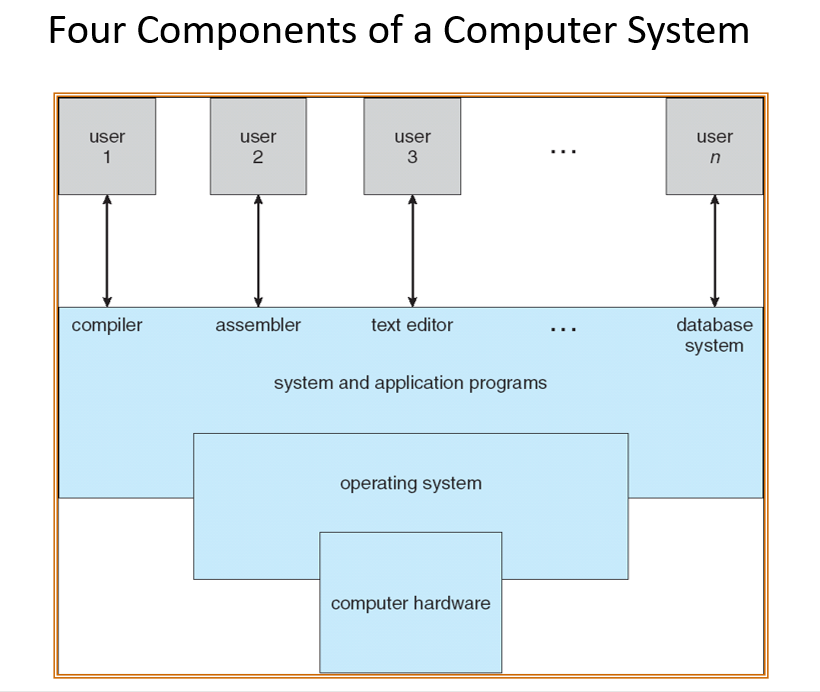 Four Components of a Computer System
user
1
user
2
user
3
...
user
n
compiler
assembler
text editor
...
database
system
system and application programs
operating system
computer hardware